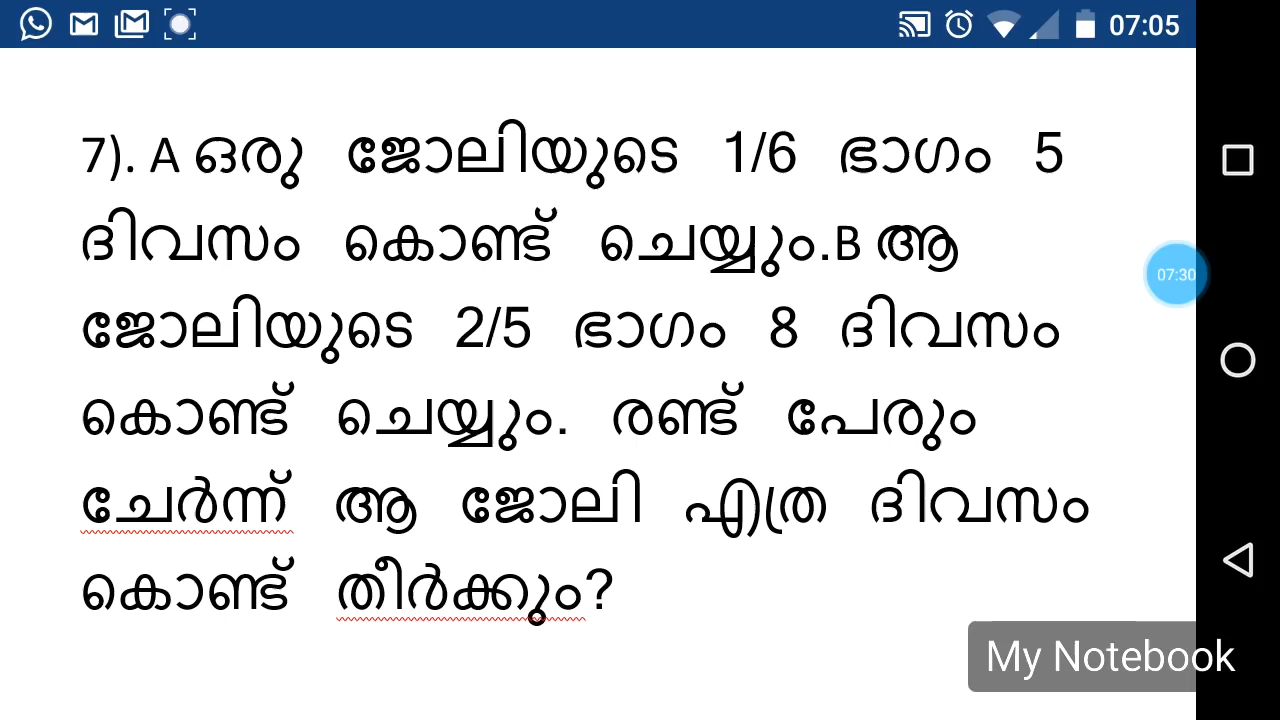 07:05
7). A ഒരു ജോലിയുടെ 1/6 ഭാഗം 5
ദിവസം കൊണ്ട് ചെയ്യും.B ആ
07:30
ജോലിയുടെ 2/5 ഭാഗം 8 ദിവസം
കൊണ്ട് ചെയ്യും. രണ്ട് പേരും
ചേർന്ന് ആ ജോലി എത്ര ദിവസം
കൊണ്ട് തീർക്കും?
My Notebook